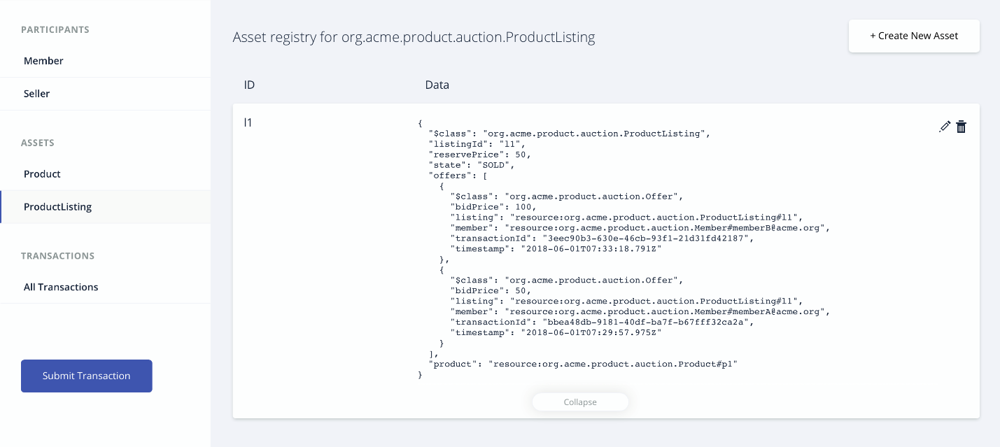 PARTICIPANTS
Member
Seller
ASSETS
Product
ProductListing
TRANSACTIONS
All Transactions
Submit Transaction
Asset registry for org.acme.product.auction.ProductListing
+ Create New Asset
ID Data
l1
{
"$class": "org.acme.product.auction.ProductListing",
"listingId": "l1",
"reservePrice": 50,
"state": "SOLD",
"offers": [
{
"$class": "org.acme.product.auction.Offer",
"bidPrice": 100,
"listing": "resource:org.acme.product.auction.ProductListing#l1",
"member": "resource:org.acme.product.auction.Member#memberB@acme.org",
"transactionId": "3eec90b3-630e-46cb-93f1-21d31fd42187",
"timestamp": "2018-06-01T07:33:18.791Z"
},
{
"$class": "org.acme.product.auction.Offer",
"bidPrice": 50,
"listing": "resource:org.acme.product.auction.ProductListing#l1",
"member": "resource:org.acme.product.auction.Member#memberA@acme.org",
"transactionId": "bbea48db-9181-40df-ba7f-b67fff32ca2a",
"timestamp": "2018-06-01T07:29:57.975Z"
}
],
"product": "resource:org.acme.product.auction.Product#p1"
}
Collapse